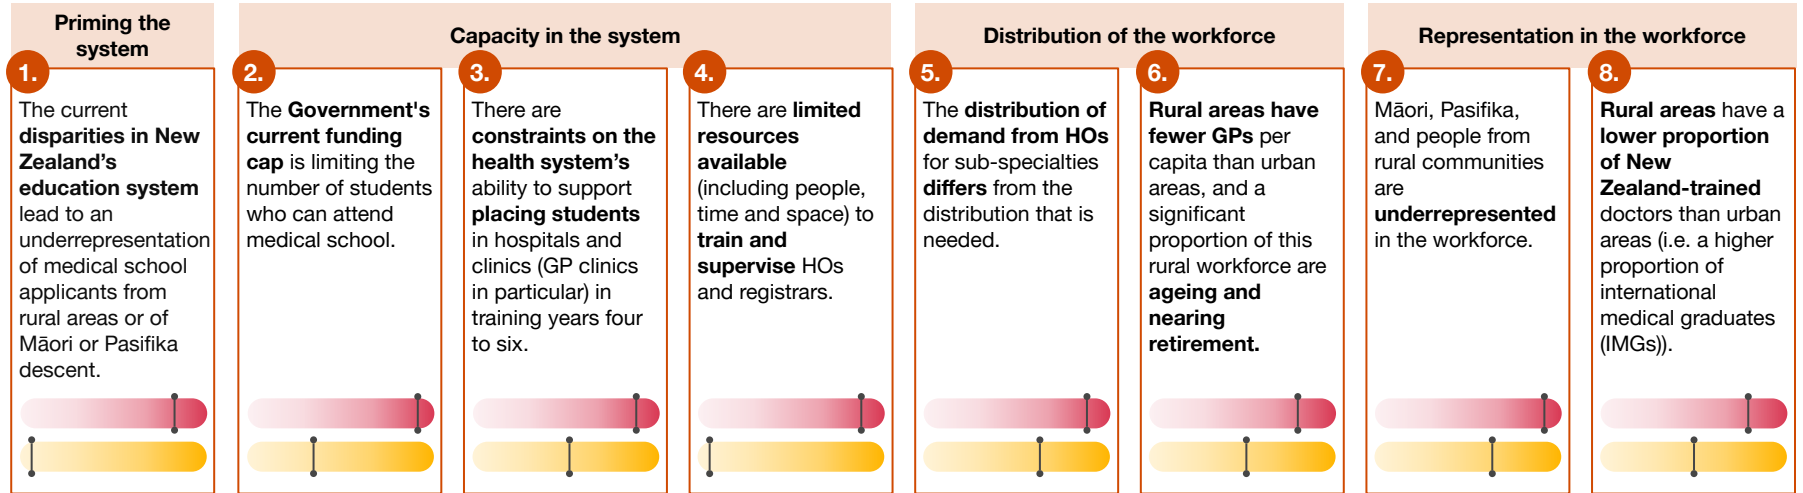 Priming the
system
Capacity in the system
Distribution of the workforce
Representation in the workforce
1.
The current
disparities in New
Zealand’s
education system
lead to an
underrepresentation
of medical school
applicants from
rural areas or of
Māori or Pasifika
descent.
2.
The Government's
current funding
cap is limiting the
number of students
who can attend
medical school.
3.
There are
constraints on the
health system’s
ability to support
placing students
in hospitals and
clinics (GP clinics
in particular) in
training years four
to six.
4.
There are limited
resources
available
(including people,
time and space) to
train and
supervise HOs
and registrars.
5.
The distribution of
demand from HOs
for sub-specialties
differs from the
distribution that is
needed.
6.
Rural areas have
fewer GPs per
capita than urban
areas, and a
significant
proportion of this
rural workforce are
ageing and
nearing
retirement.
7.
Māori, Pasifika,
and people from
rural communities
are
underrepresented
in the workforce.
8.
Rural areas have a
lower proportion
of New
Zealand-trained
doctors than urban
areas (i.e. a higher
proportion of
international
medical graduates
(IMGs)).